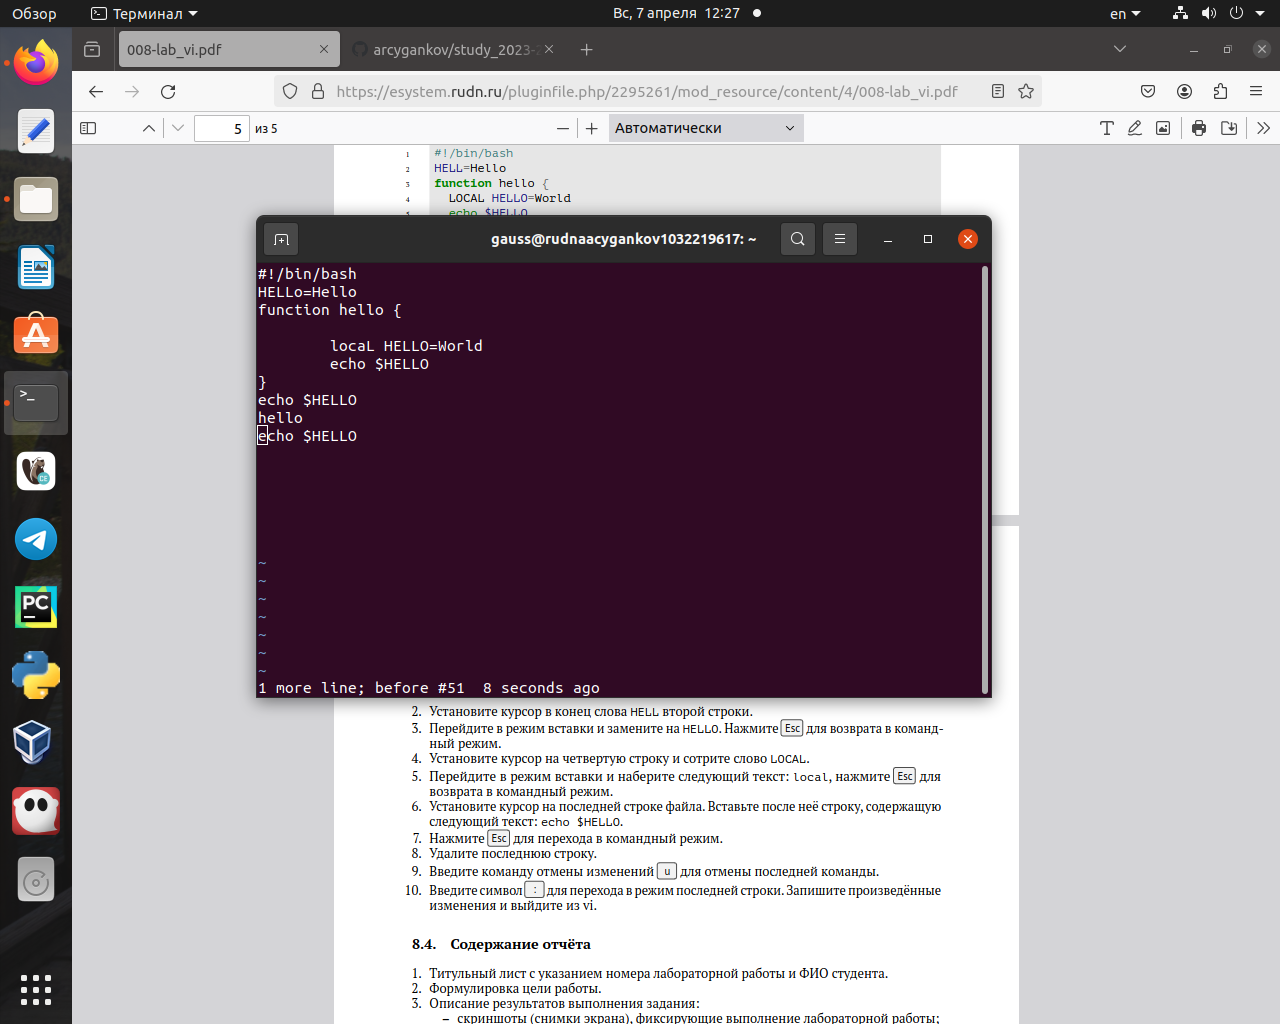 Обзор
Терминал
Вс, 7 апреля 12:27
en
008-lab_vi.pdf
arcygankov/study_2023-2
https://esystem.rudn.ru/pluginfile.php/2295261/mod_resource/content/4/008-lab_vi.pdf
5 из 5
Автоматически
1 #!/bin/bash
2 HELL=Hello
3 function hello {
4 LOCAL HELLO=World
5 echo $HELLO
gauss@rudnaacygankov1032219617: ~
#!/bin/bash
HELLo=Hello
function hello {
locaL HELLO=World
echo $HELLO
}
echo $HELLO
hello
echo $HELLO
~
~
~
~
~
~
~
1 more line; before #51 8 seconds ago
2. Установите курсор в конец слова HELL второй строки.
3. Перейдите в режим вставки и замените на HELLO. Нажмите Esc для возврата в команд-
ный режим.
4. Установите курсор на четвертую строку и сотрите слово LOCAL.
5. Перейдите в режим вставки и наберите следующий текст: local, нажмите Esc для
возврата в командный режим.
6. Установите курсор на последней строке файла. Вставьте после неё строку, содержащую
следующий текст: echo $HELLO.
7. Нажмите Esc для перехода в командный режим.
8. Удалите последнюю строку.
9. Введите команду отмены изменений u для отмены последней команды.
10. Введите символ : для перехода в режим последней строки. Запишите произведённые
изменения и выйдите из vi.
8.4. Содержание отчёта
1. Титульный лист с указанием номера лабораторной работы и ФИО студента.
2. Формулировка цели работы.
3. Описание результатов выполнения задания:
– скриншоты (снимки экрана), фиксирующие выполнение лабораторной работы;
>_
CE
PC